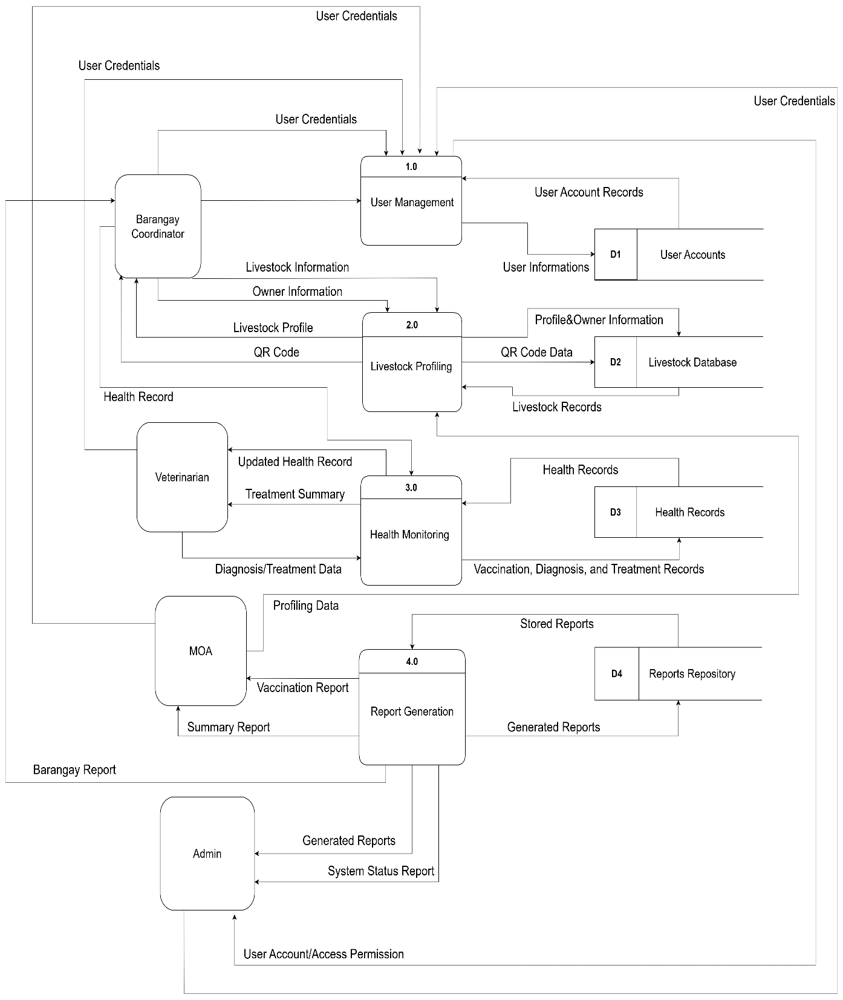 User Credentials
User Credentials
User Credentials
User Credentials
1.0
User Management
User Account Records
Barangay
Coordinator
D1
User Accounts
User Informations
Livestock Information
Owner Information
2.0
Profile&Owner Information
Livestock Profile
QR Code
QR Code Data
Livestock Profiling
D2
Livestock Database
Health Record
Livestock Records
Updated Health Record
Health Records
Veterinarian
3.0
Treatment Summary
D3
Health Records
Health Monitoring
Diagnosis/Treatment Data
Vaccination, Diagnosis, and Treatment Records
Profiling Data
Stored Reports
MOA
4.0
D4
Reports Repository
Vaccination Report
Report Generation
Summary Report
Generated Reports
Barangay Report
Generated Reports
Admin
System Status Report
User Account/Access Permission